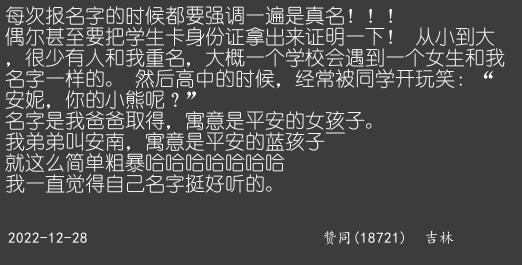 每次报名字的时候都要强调一遍是真名！！！
偶尔甚至要把学生卡身份证拿出来证明一下！ 从小到大
，很少有人和我重名，大概一个学校会遇到一个女生和我
名字一样的。 然后高中的时候，经常被同学开玩笑：“
安妮，你的小熊呢？”
名字是我爸爸取得，寓意是平安的女孩子。
我弟弟叫安南，寓意是平安的蓝孩子￣￣
就这么简单粗暴哈哈哈哈哈哈哈
我一直觉得自己名字挺好听的。
2022-12-28 赞同(18721) 吉林